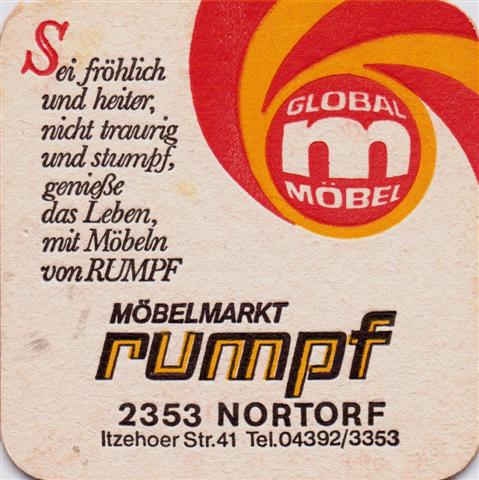 Sei fröhlich
und heiter,
nicht traurig
und stumpf,
genieße
das Leben,
mit Möbeln
von RUMPF
GLOBAL
m
MÖBEL
MÖBELMARKT
rumpf
2353 NORTORF
Itzehoer Str.41 Tel.04392/3353